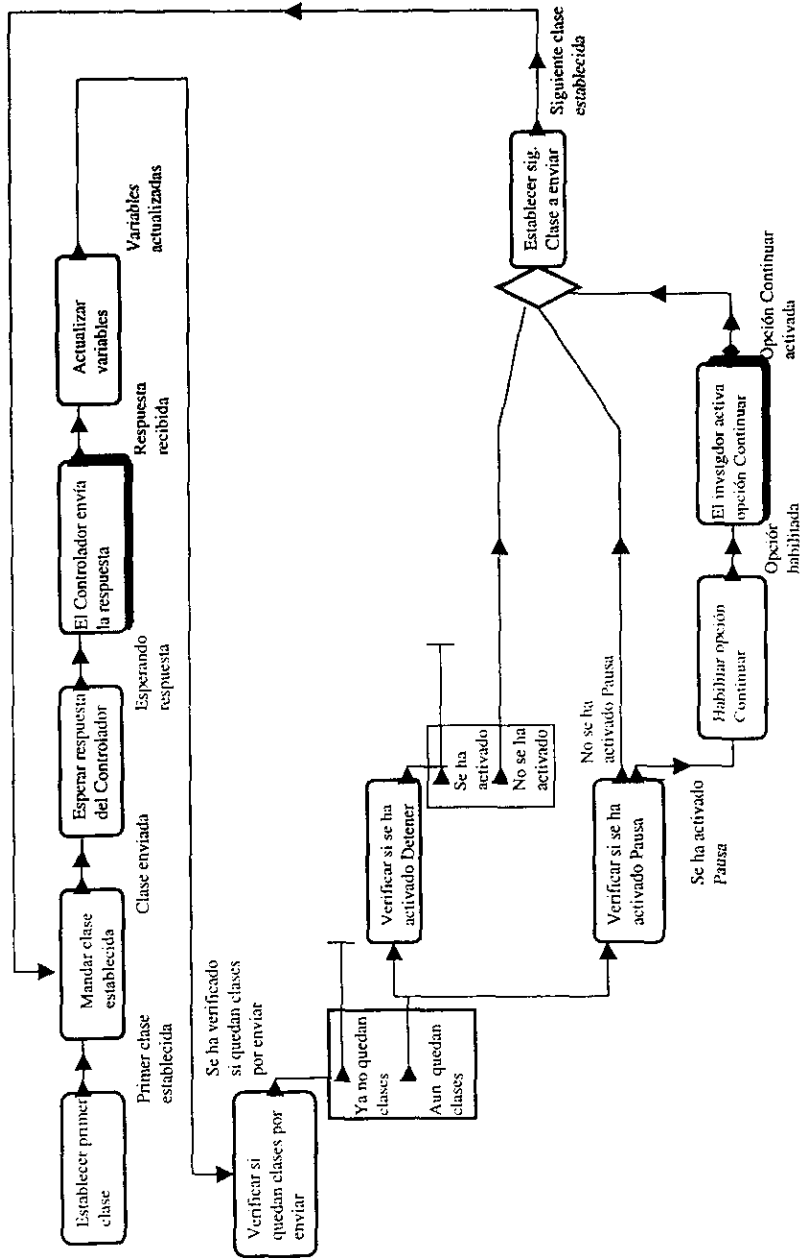 Establecer primer
clase
Primer clase
establecida
Mandar clase
establecida
Clase enviada
Esperar respuesta
del Controlador
Esperando
respuesta
El Controlador envía
la respuesta
Respuesta
recibida
Actualizar
variables
Variables
actualizadas
Verificar si
quedan clases por
enviar
Se ha verificado
si quedan clases
por enviar
Ya no quedan
clases
Aun quedan
clases
Verificar si se ha
activado Detener
Se ha
activado
No se ha
activado
Verificar si se ha
activado Pausa
No se ha
activado Pausa
Se ha activado
Pausa
Habilitar opción
Continuar
Opción
habilitada
El invstgdor activa
opción Continuar
Opción Continuar
activada
Establecer sig.
Clase a enviar
Siguiente clase
establecida